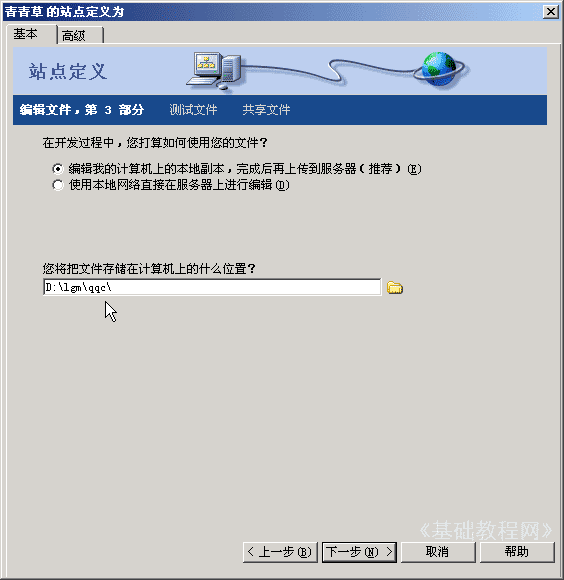 青青草 的站点定义为
基本 高级
站点定义
编辑文件，第 3 部分 测试文件 共享文件
在开发过程中，您打算如何使用您的文件？
编辑我的计算机上的本地副本，完成后再上传到服务器（推荐）(E)
使用本地网络直接在服务器上进行编辑(D)
您将把文件存储在计算机上的什么位置？
D:\lgm\qqc\
《基础教程网》
< 上一步(B) 下一步(N) > 取消 帮助